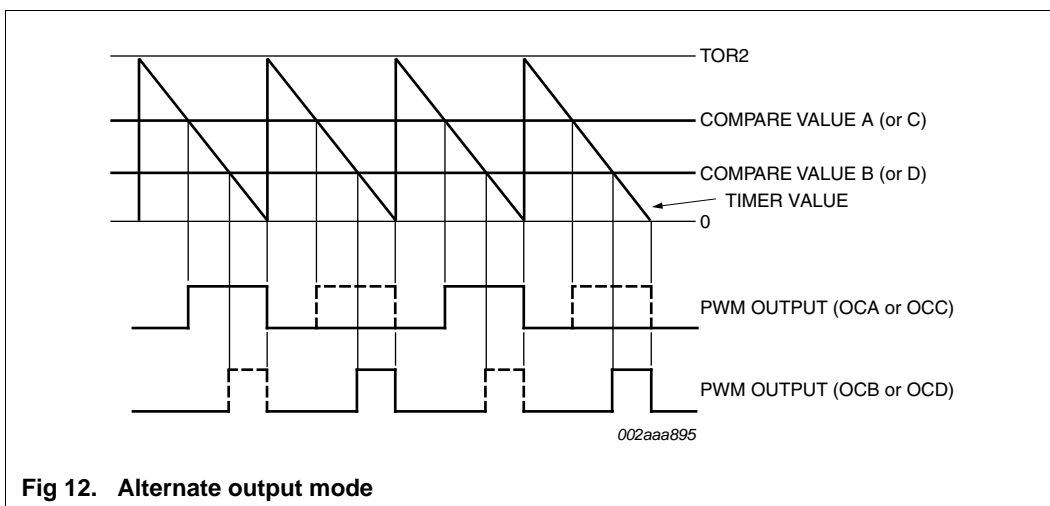 TOR2
COMPARE VALUE A (or C)
COMPARE VALUE B (or D)
TIMER VALUE
0
PWM OUTPUT (OCA or OCC)
PWM OUTPUT (OCB or OCD)
002aaa895
Fig 12. Alternate output mode